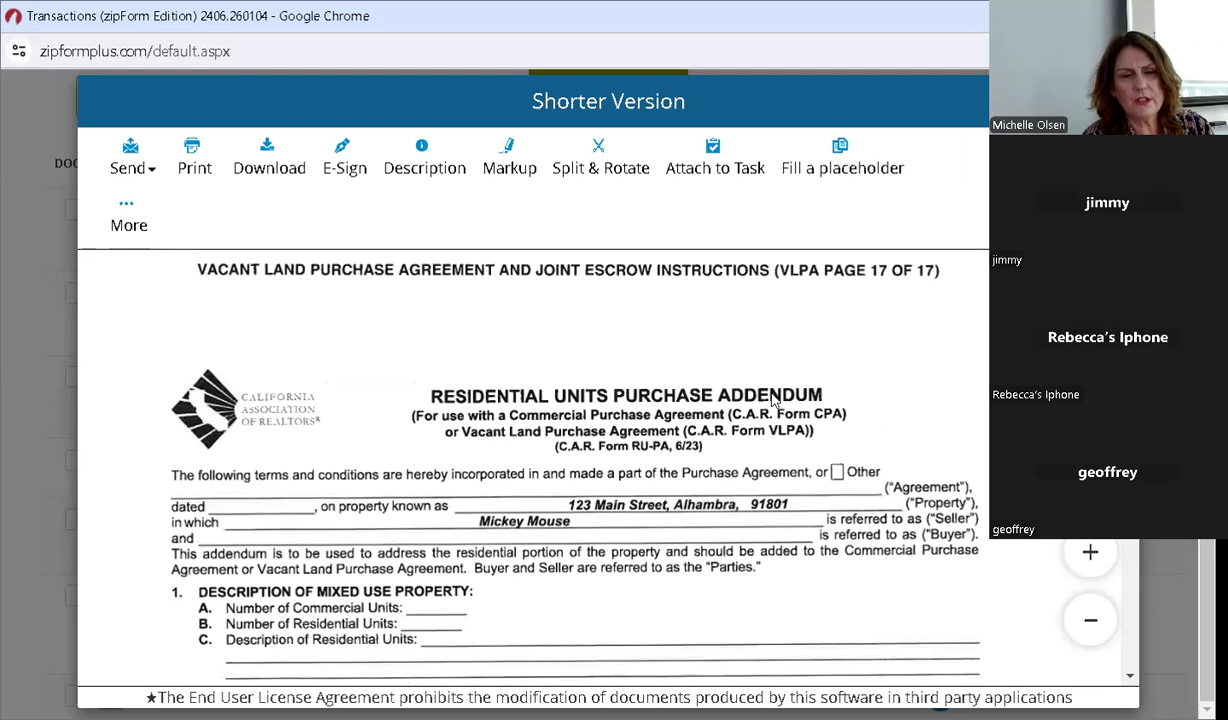 Transactions (zipForm Edition) 2406.260104 - Google Chrome
zipformplus.com/default.aspx
Shorter Version
Send
Print
Download
E-Sign
Description
Markup
Split & Rotate
Attach to Task
Fill a placeholder
More
VACANT LAND PURCHASE AGREEMENT AND JOINT ESCROW INSTRUCTIONS (VLPA PAGE 17 OF 17)
CALIFORNIA
ASSOCIATION
OF REALTORS®
RESIDENTIAL UNITS PURCHASE ADDENDUM
(For use with a Commercial Purchase Agreement (C.A.R. Form CPA)
or Vacant Land Purchase Agreement (C.A.R. Form VLPA))
(C.A.R. Form RU-PA, 6/23)
The following terms and conditions are hereby incorporated in and made a part of the Purchase Agreement, or Other
("Agreement"),
dated , on property known as 123 Main Street, Alhambra, 91801 ("Property"),
in which Mickey Mouse is referred to as ("Seller")
and is referred to as ("Buyer").
This addendum is to be used to address the residential portion of the property and should be added to the Commercial Purchase
Agreement or Vacant Land Purchase Agreement. Buyer and Seller are referred to as the "Parties."
1. DESCRIPTION OF MIXED USE PROPERTY:
A. Number of Commercial Units:
B. Number of Residential Units:
C. Description of Residential Units:
★The End User License Agreement prohibits the modification of documents produced by this software in third party applications
Michelle Olsen
jimmy
jimmy
Rebecca's Iphone
Rebecca's Iphone
geoffrey
geoffrey